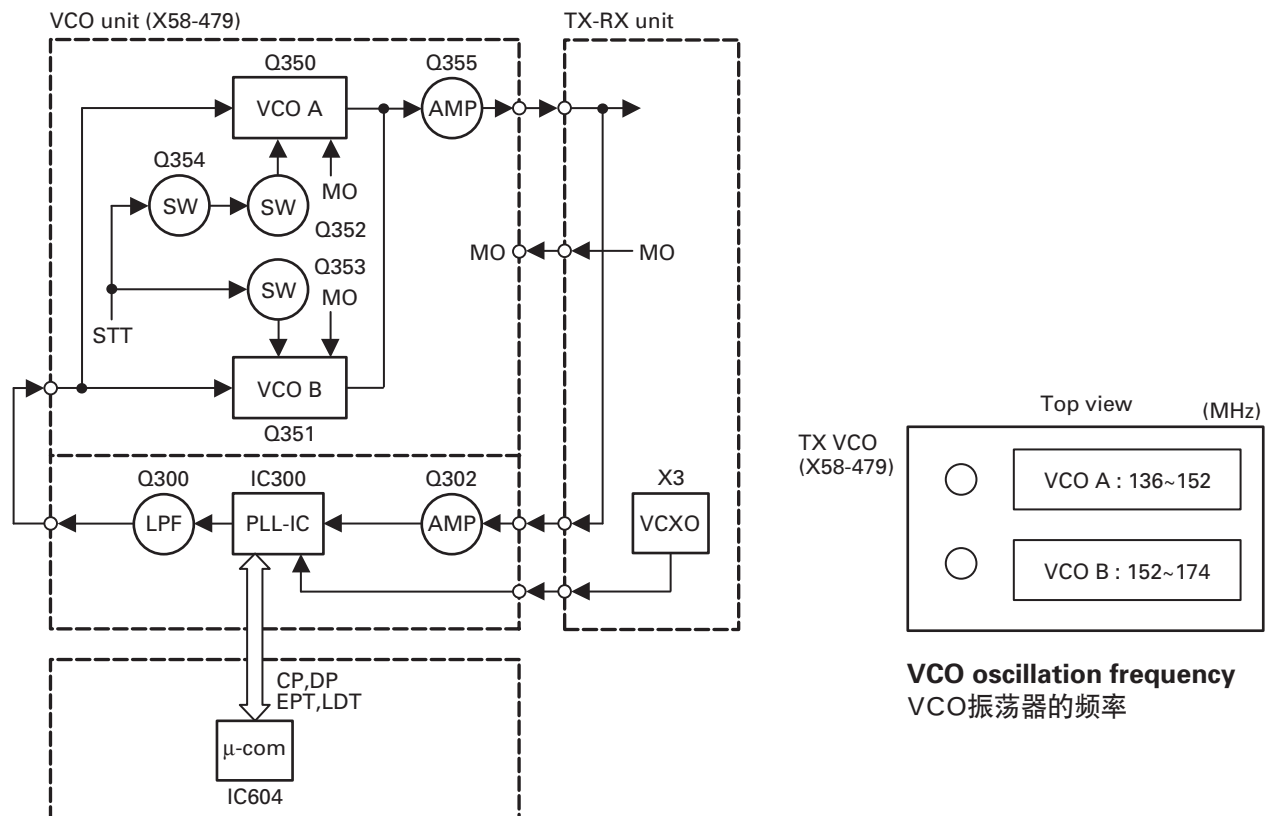 VCO unit (X58-479)
TX-RX unit
Q350
Q355
VCO A
AMP
Q354
MO
SW
SW
Q352
MO
MO
Q353
SW
MO
STT
VCO B
Q351
Q300
IC300
Q302
X3
LPF
PLL-IC
AMP
VCXO
CP,DP
EPT,LDT
μ-com
IC604
Top view
(MHz)
TX VCO
(X58-479)
VCO A : 136~152
VCO B : 152~174
VCO oscillation frequency
VCO振荡器的频率